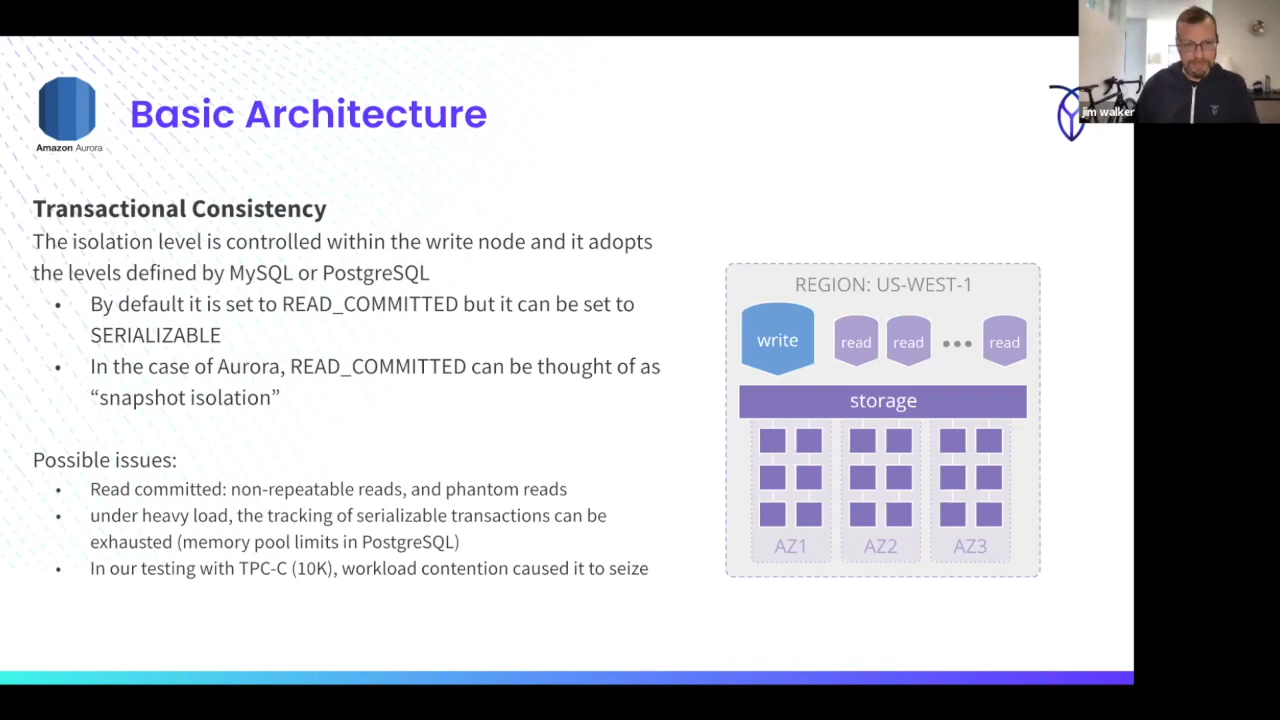 Amazon Aurora
Basic Architecture
jim walker
Transactional Consistency
The isolation level is controlled within the write node and it adopts
the levels defined by MySQL or PostgreSQL
• By default it is set to READ_COMMITTED but it can be set to
SERIALIZABLE
• In the case of Aurora, READ_COMMITTED can be thought of as
“snapshot isolation”
Possible issues:
• Read committed: non-repeatable reads, and phantom reads
• under heavy load, the tracking of serializable transactions can be
exhausted (memory pool limits in PostgreSQL)
• In our testing with TPC-C (10K), workload contention caused it to seize
REGION: US-WEST-1
write read read ••• read
storage
AZ1 AZ2 AZ3